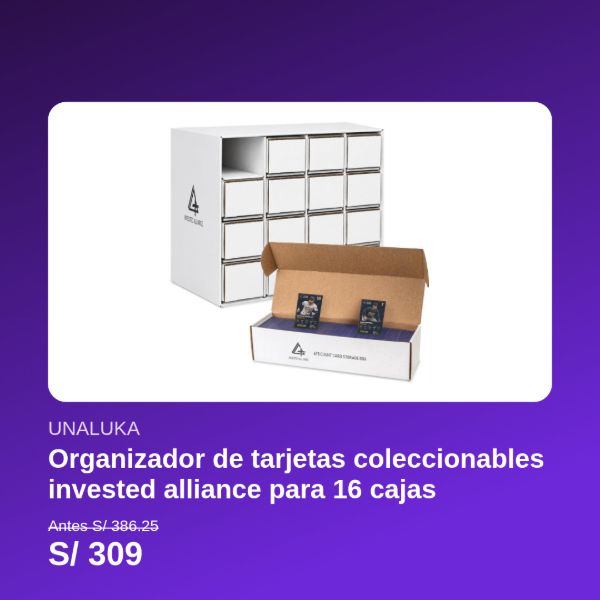 UNALUKA
Organizador de tarjetas coleccionables
invested alliance para 16 cajas
Antes S/ 386.25
S/ 309